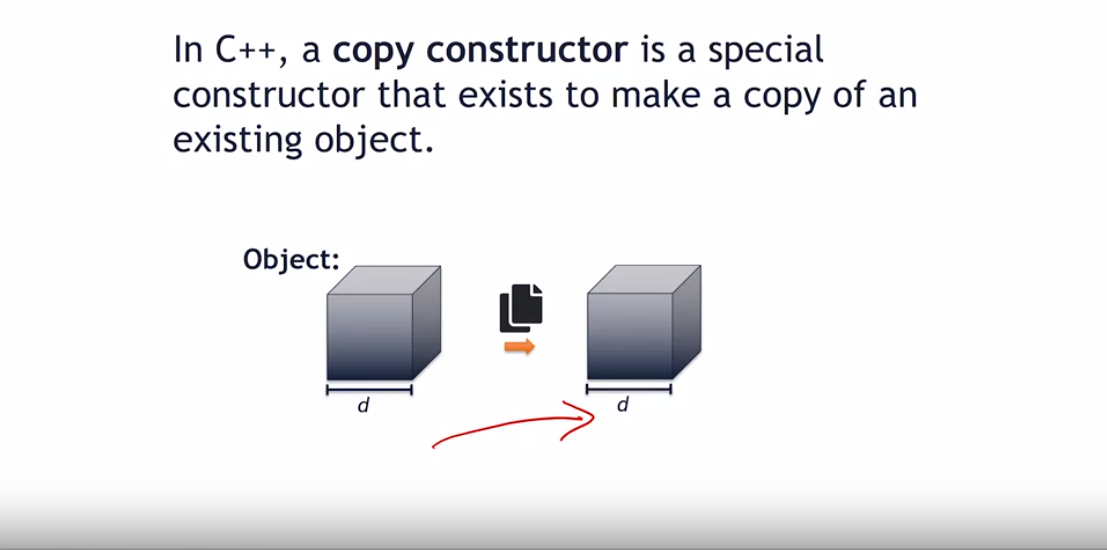 In C++, a copy constructor is a special
constructor that exists to make a copy of an
existing object.
Object:
d
d